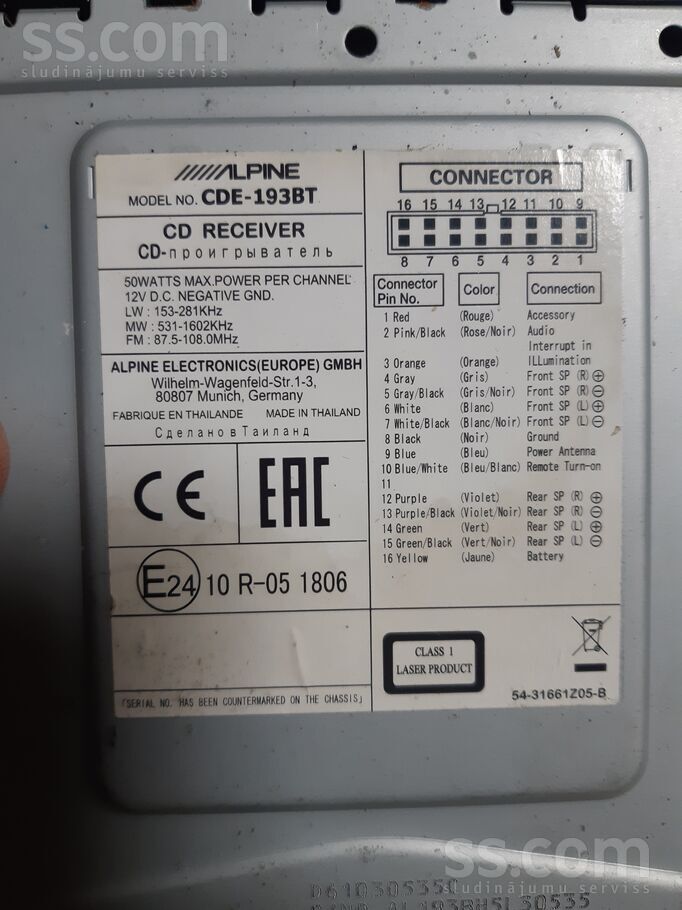 ss.com
sludinājumu serviss
ALPINE
MODEL NO. CDE-193BT
CD RECEIVER
CD-проигрыватель
50WATTS MAX.POWER PER CHANNEL
12V D.C. NEGATIVE GND.
LW : 153-281KHz
MW : 531-1602KHz
FM : 87.5-108.0MHz
ALPINE ELECTRONICS(EUROPE) GMBH
Wilhelm-Wagenfeld-Str.1-3,
80807 Munich, Germany
FABRIQUE EN THAILANDE MADE IN THAILAND
Сделано в Таиланд
CE EAC
E24 10 R-05 1806
「SERIAL NO. HAS BEEN COUNTERMARKED ON THE CHASSIS」
CONNECTOR
16 15 14 13 12 11 10 9
8 7 6 5 4 3 2 1
Connector Pin No. Color Connection
1 Red (Rouge) Accessory
2 Pink/Black (Rose/Noir) Audio
Interrupt in
3 Orange (Orange) ILLumination
4 Gray (Gris) Front SP (R) ⊕
5 Gray/Black (Gris/Noir) Front SP (R) ⊖
6 White (Blanc) Front SP (L) ⊕
7 White/Black (Blanc/Noir) Front SP (L) ⊖
8 Black (Noir) Ground
9 Blue (Bleu) Power Antenna
10 Blue/White (Bleu/Blanc) Remote Turn-on
11
12 Purple (Violet) Rear SP (R) ⊕
13 Purple/Black (Violet/Noir) Rear SP (R) ⊖
14 Green (Vert) Rear SP (L) ⊕
15 Green/Black (Vert/Noir) Rear SP (L) ⊖
16 Yellow (Jaune) Battery
CLASS 1
LASER PRODUCT
54-31661Z05-B
ss.com
sludinājumu serviss